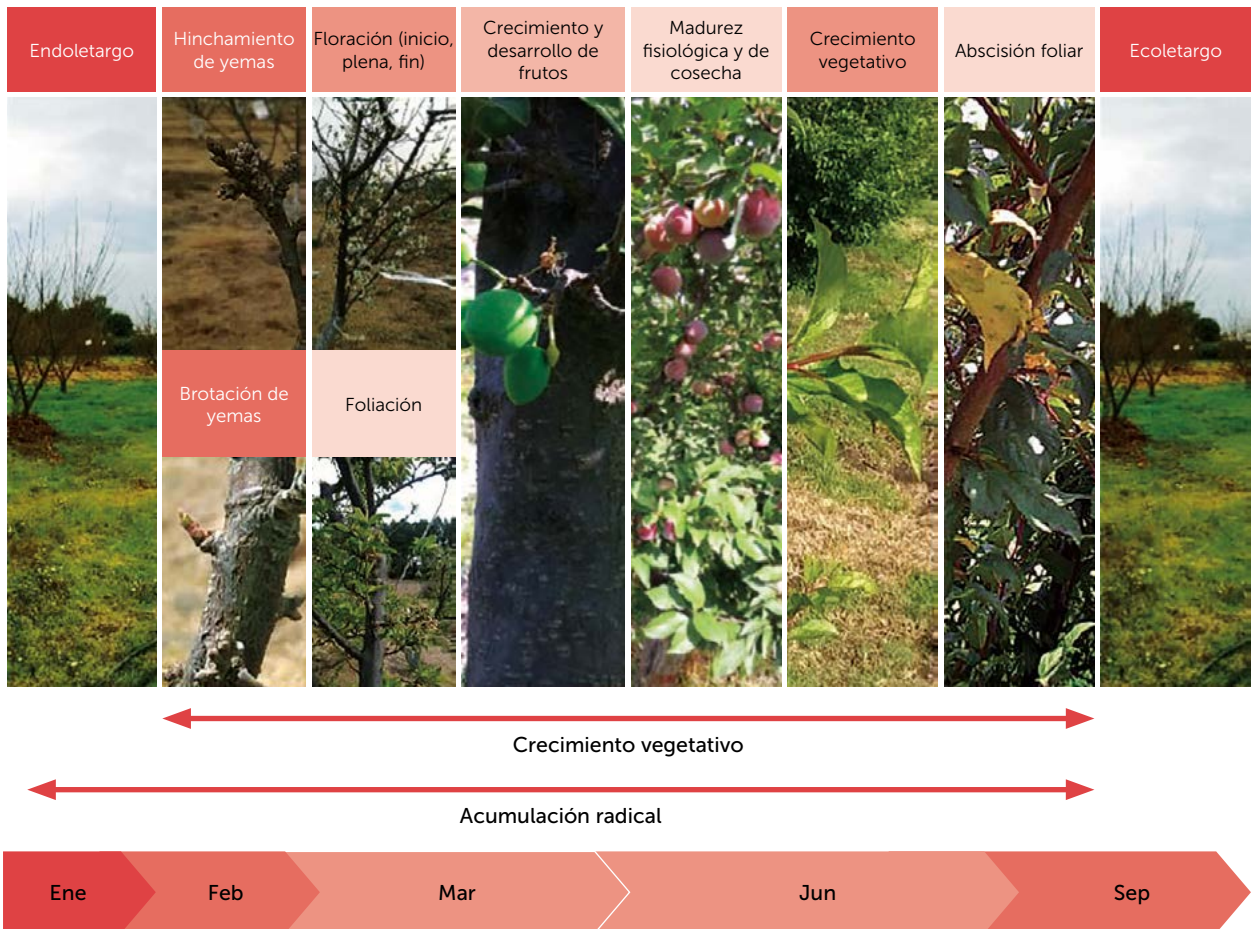 Endoletargo
Hinchamiento
de yemas
Floración (inicio,
plena, fin)
Crecimiento y
desarrollo de
frutos
Madurez
fisiológica y de
cosecha
Crecimiento
vegetativo
Abscisión foliar
Ecoletargo
Brotación de
yemas
Foliación
Crecimiento vegetativo
Acumulación radical
Ene
Feb
Mar
Jun
Sep